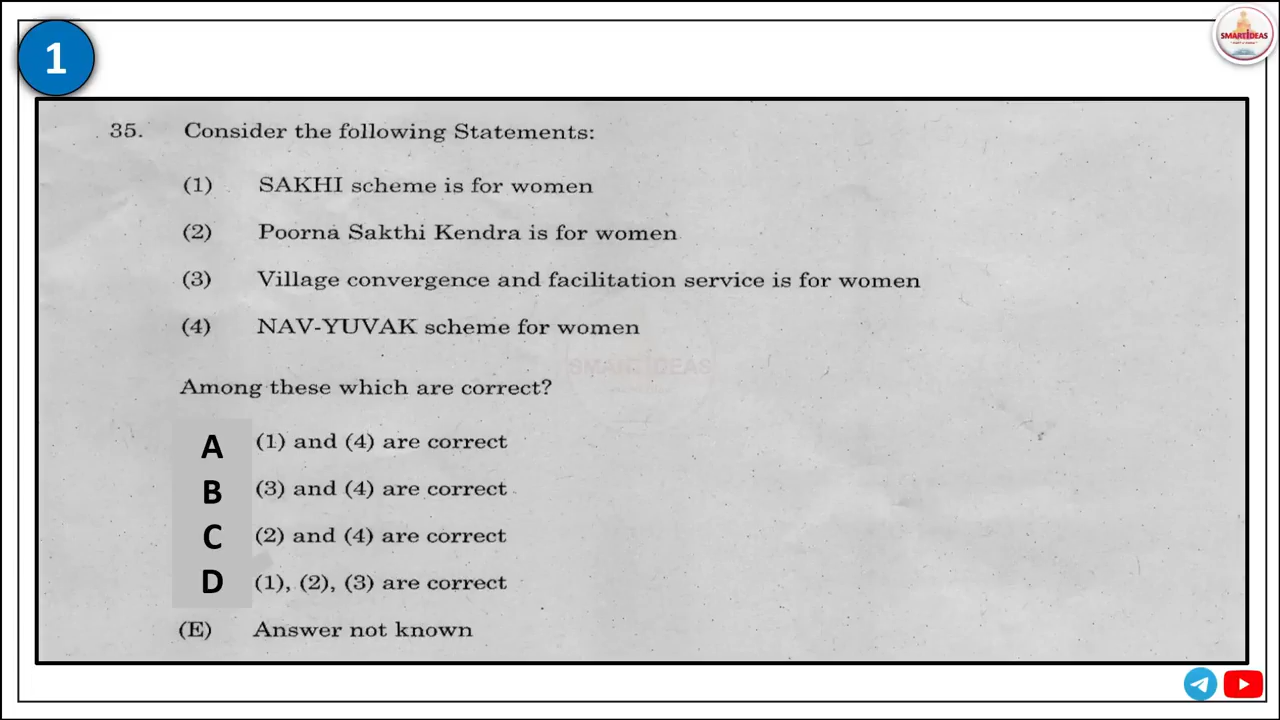 1
SMARTIDEAS
35. Consider the following Statements:
(1) SAKHI scheme is for women
(2) Poorna Sakthi Kendra is for women
(3) Village convergence and facilitation service is for women
(4) NAV-YUVAK scheme for women
SMARTIDEAS
Among these which are correct?
A (1) and (4) are correct
B (3) and (4) are correct
C (2) and (4) are correct
D (1), (2), (3) are correct
(E) Answer not known